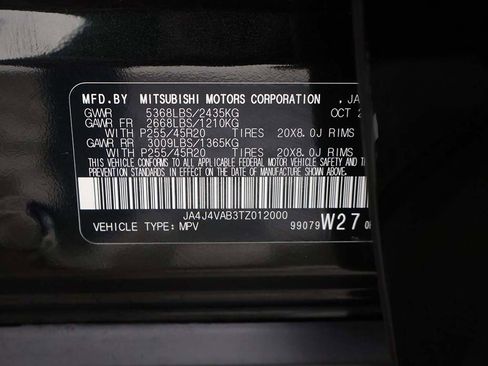 MFD.BY MITSUBISHI MOTORS CORPORATION , JA
GVWR 5368LBS/2435KG OCT 2
GAWR FR 2668LBS/1210KG
WITH P255/45R20 TIRES 20X8.0J RIMS
GAWR RR 3009LBS/1365KG
WITH P255/45R20 TIRES 20X8.0J RIMS
THIS VEHICLE CONFORMS TO ALL APPLICABLE FEDERAL MOTOR VEHICLE SAFETY AND
PREVENTION STANDARDS IN EFFECT ON THE DATE OF MANUFACTURE SHOWN ABOVE.
JA4J4VAB3TZ012000
VEHICLE TYPE: MPV 99079 W27